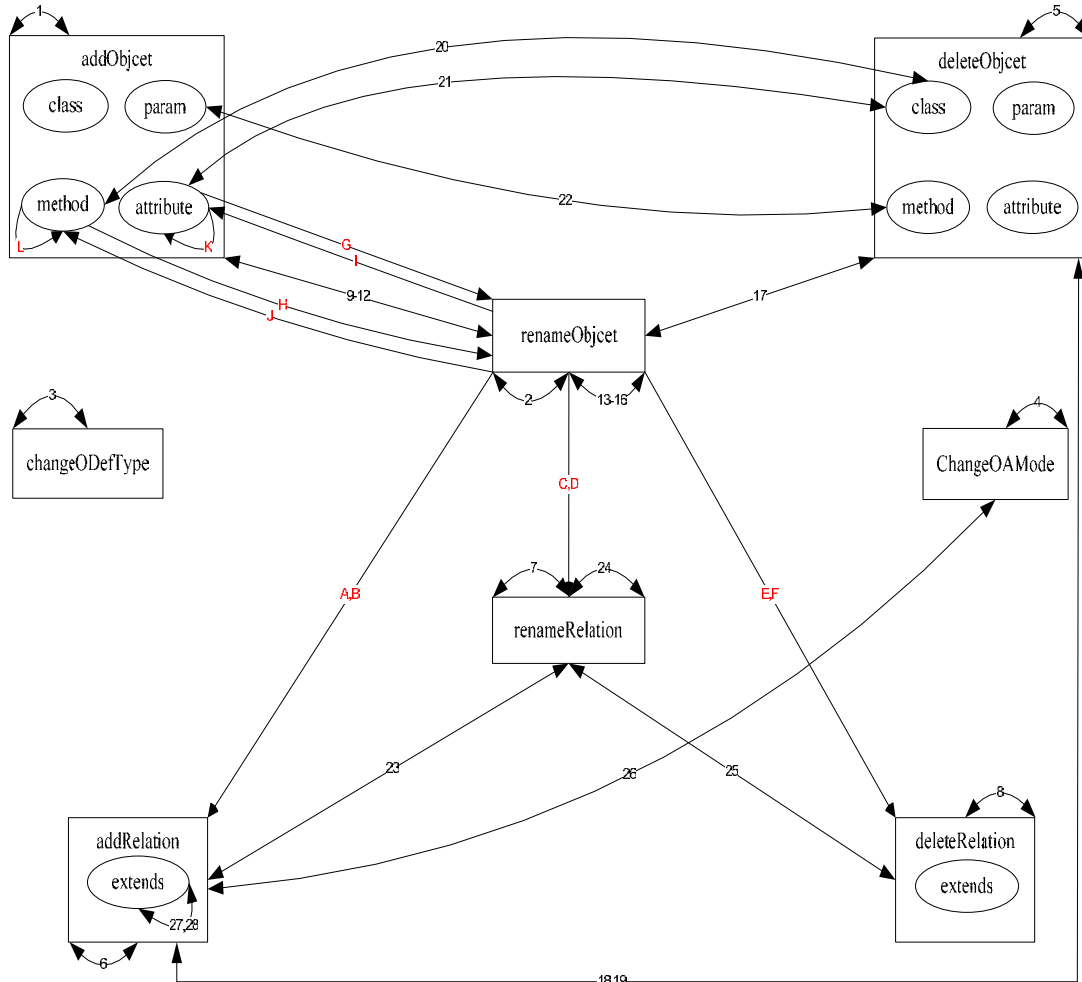 1
5
20
addObjcet
deleteObjcet
21
class
param
class
param
22
method
attribute
method
attribute
L
K
G
I
9-12
17
H
J
renameObjcet
2
13-16
3
4
changeODefType
ChangeOAMode
C,D
A,B
E,F
7
24
renameRelation
23
26
25
8
addRelation
deleteRelation
extends
extends
27,28
6
18,19